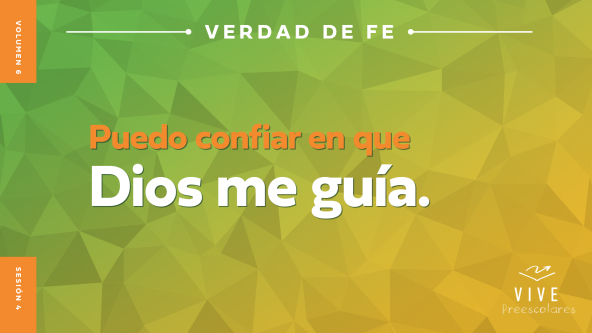 VOLUMEN 6
VERDAD DE FE
Puedo confiar en que
Dios me guía.
SESIÓN 4
VIVE
Preescolares